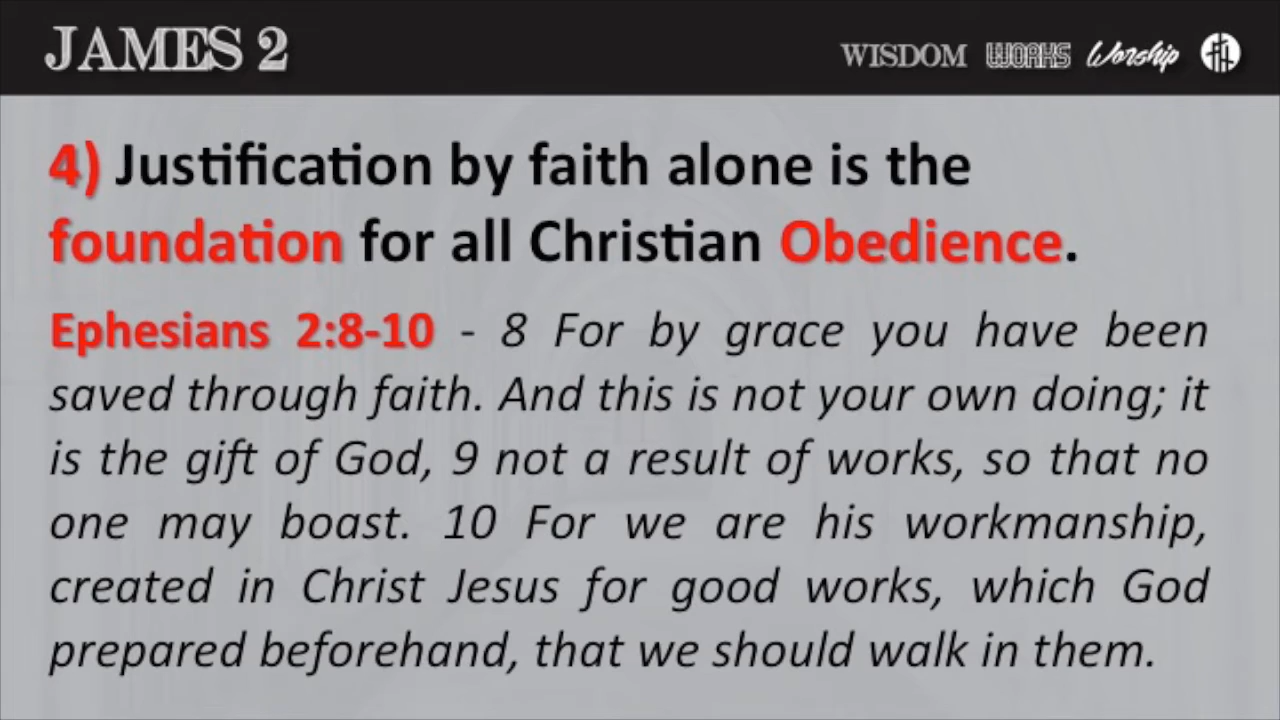 JAMES 2
WISDOM WORKS Worship
4) Justification by faith alone is the
foundation for all Christian Obedience.
Ephesians 2:8-10 - 8 For by grace you have been
saved through faith. And this is not your own doing; it
is the gift of God, 9 not a result of works, so that no
one may boast. 10 For we are his workmanship,
created in Christ Jesus for good works, which God
prepared beforehand, that we should walk in them.